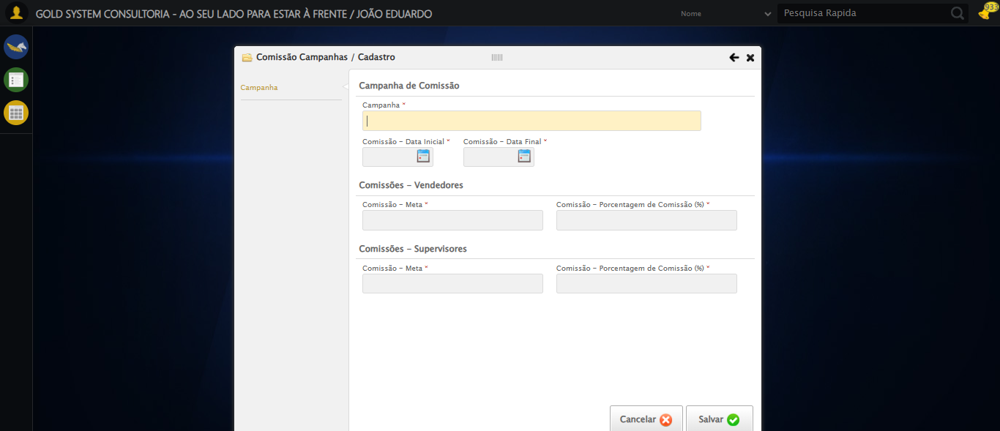 GOLD SYSTEM CONSULTORIA - AO SEU LADO PARA ESTAR À FRENTE / JOÃO EDUARDO
Nome
Pesquisa Rapida
933
Comissão Campanhas / Cadastro
Campanha
Campanha de Comissão
Campanha *
Comissão - Data Inicial * Comissão - Data Final *
Comissões - Vendedores
Comissão - Meta * Comissão - Porcentagem de Comissão (%) *
Comissões - Supervisores
Comissão - Meta * Comissão - Porcentagem de Comissão (%) *
Cancelar Salvar